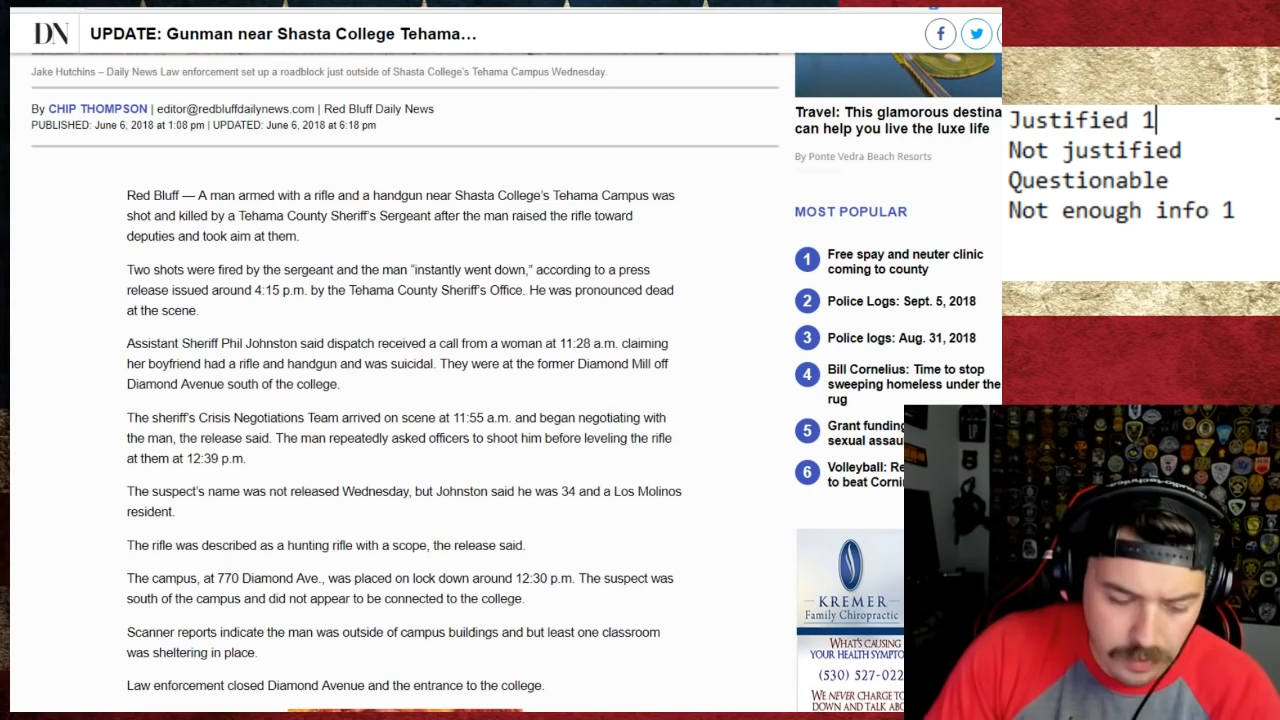 DN
UPDATE: Gunman near Shasta College Tehama…
f
Jake Hutchins – Daily News Law enforcement set up a roadblock just outside of Shasta College's Tehama Campus Wednesday.
By CHIP THOMPSON | editor@redbluffdailynews.com | Red Bluff Daily News
PUBLISHED: June 6, 2018 at 1:08 pm | UPDATED: June 6, 2018 at 6:18 pm
Red Bluff — A man armed with a rifle and a handgun near Shasta College's Tehama Campus was
shot and killed by a Tehama County Sheriff's Sergeant after the man raised the rifle toward
deputies and took aim at them.
Two shots were fired by the sergeant and the man "instantly went down," according to a press
release issued around 4:15 p.m. by the Tehama County Sheriff's Office. He was pronounced dead
at the scene.
Assistant Sheriff Phil Johnston said dispatch received a call from a woman at 11:28 a.m. claiming
her boyfriend had a rifle and handgun and was suicidal. They were at the former Diamond Mill off
Diamond Avenue south of the college.
The sheriff's Crisis Negotiations Team arrived on scene at 11:55 a.m. and began negotiating with
the man, the release said. The man repeatedly asked officers to shoot him before leveling the rifle
at them at 12:39 p.m.
The suspect's name was not released Wednesday, but Johnston said he was 34 and a Los Molinos
resident.
The rifle was described as a hunting rifle with a scope, the release said.
The campus, at 770 Diamond Ave., was placed on lock down around 12:30 p.m. The suspect was
south of the campus and did not appear to be connected to the college.
Scanner reports indicate the man was outside of campus buildings and but least one classroom
was sheltering in place.
Law enforcement closed Diamond Avenue and the entrance to the college.
Travel: This glamorous destina
can help you live the luxe life
By Ponte Vedra Beach Resorts
MOST POPULAR
1 Free spay and neuter clinic
coming to county
2 Police Logs: Sept. 5, 2018
3 Police logs: Aug. 31, 2018
4 Bill Cornelius: Time to stop
sweeping homeless under the
rug
5 Grant funding
sexual assau
6 Volleyball: Re
to beat Corni
KREMER
Family Chiropractic
WHAT'S CAUSING
YOUR HEALTH SYMPTO
(530) 527-022
WE NEVER CHARGE TO
DOWN AND TALK ABO
Justified 1
Not justified
Questionable
Not enough info 1
audio-technica